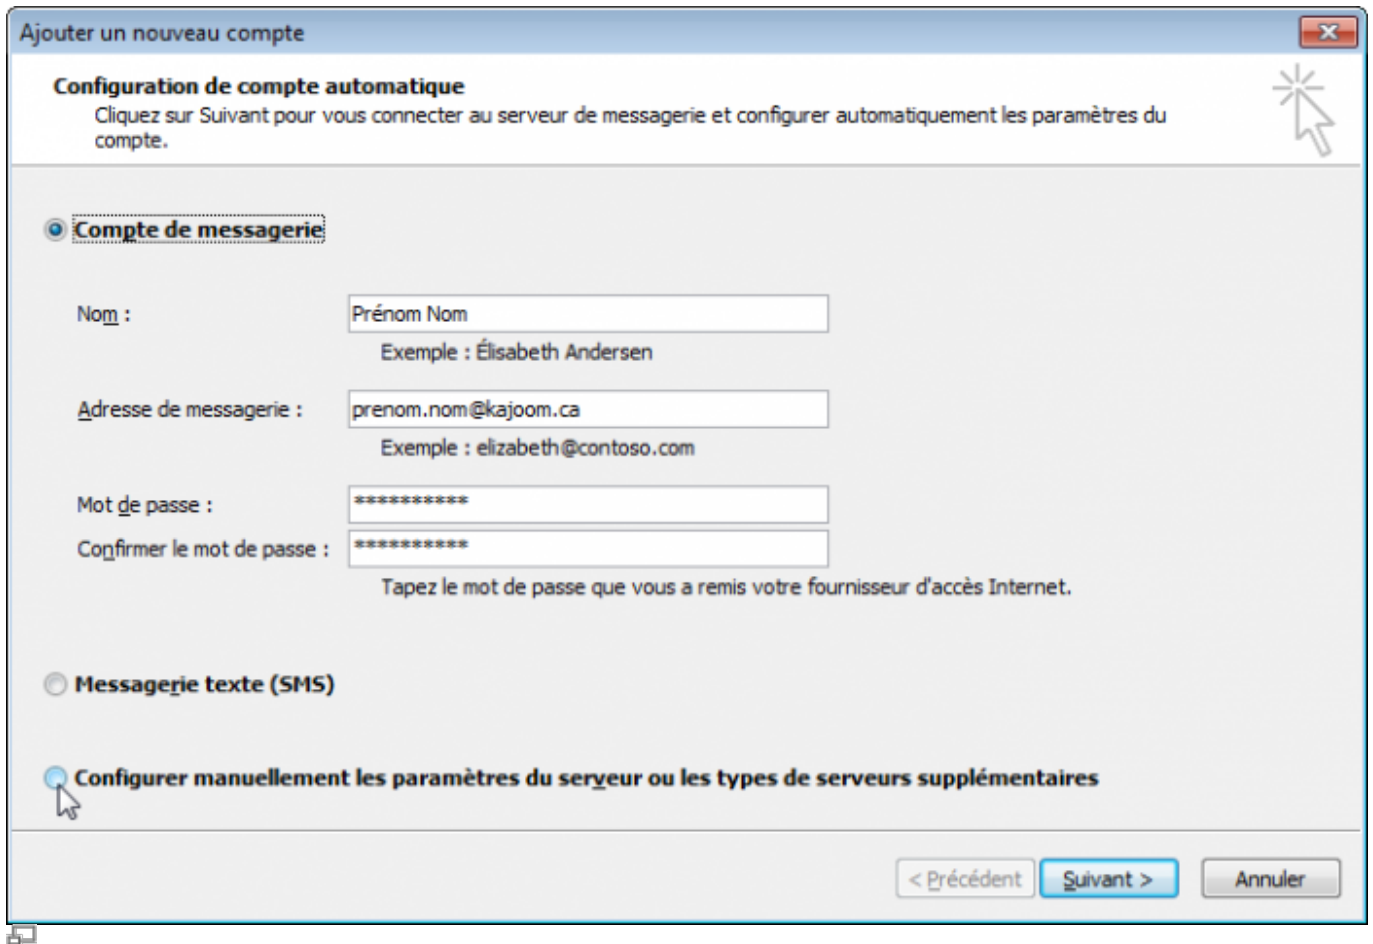 Ajouter un nouveau compte
Configuration de compte automatique
Cliquez sur Suivant pour vous connecter au serveur de messagerie et configurer automatiquement les paramètres du
compte.
Compte de messagerie
Nom : Prénom Nom
Exemple : Élisabeth Andersen
Adresse de messagerie : prenom.nom@kajoom.ca
Exemple : elizabeth@contoso.com
Mot de passe : **********
Confirmer le mot de passe : **********
Tapez le mot de passe que vous a remis votre fournisseur d'accès Internet.
Messagerie texte (SMS)
Configurer manuellement les paramètres du serveur ou les types de serveurs supplémentaires
< Précédent Suivant > Annuler